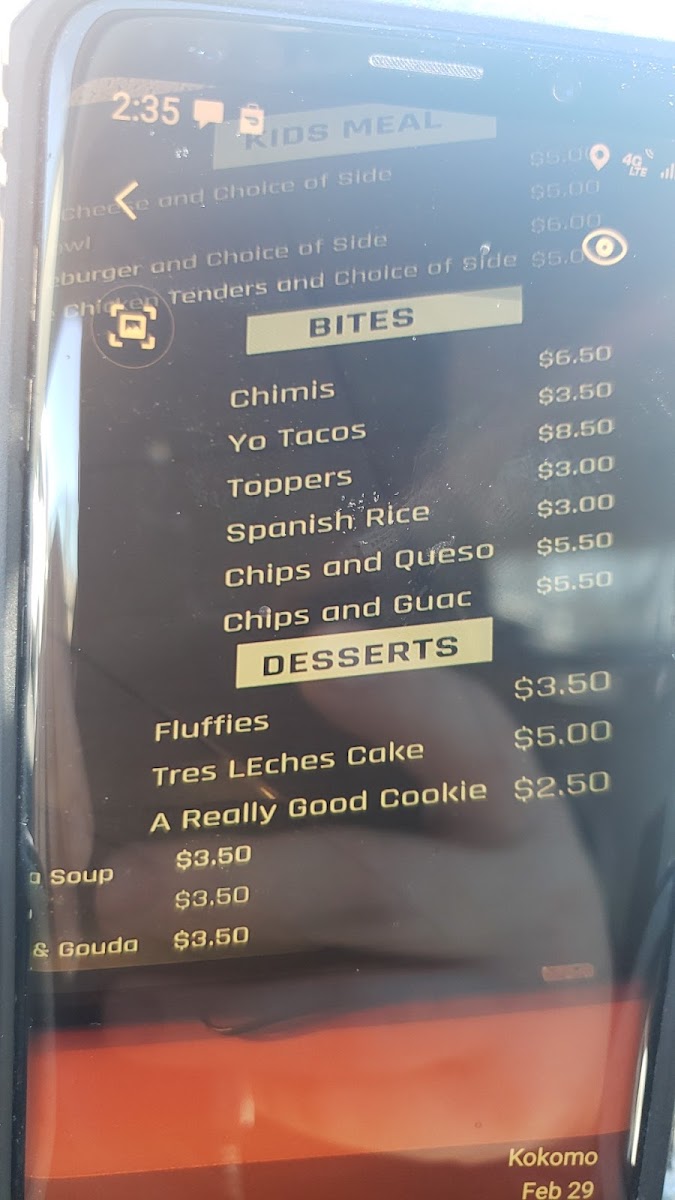 2:35
KIDS MEAL
4G LTE
Cheese and Choice of Side $5.00
$5.00
eburger and Choice of Side $6.00
Chicken Tenders and Choice of Side $5.0
BITES
$6.50
Chimis $3.50
Yo Tacos $8.50
Toppers $3.00
Spanish Rice $3.00
Chips and Queso $5.50
Chips and Guac $5.50
DESSERTS
Fluffies $3.50
Tres LEches Cake $5.00
A Really Good Cookie $2.50
a Soup $3.50
$3.50
& Gouda $3.50
Kokomo
Feb 29